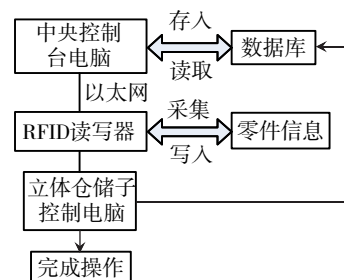 中央控制
台电脑
存入
读取
数据库
以太网
RFID读写器
采集
写入
零件信息
立体仓储子
控制电脑
完成操作